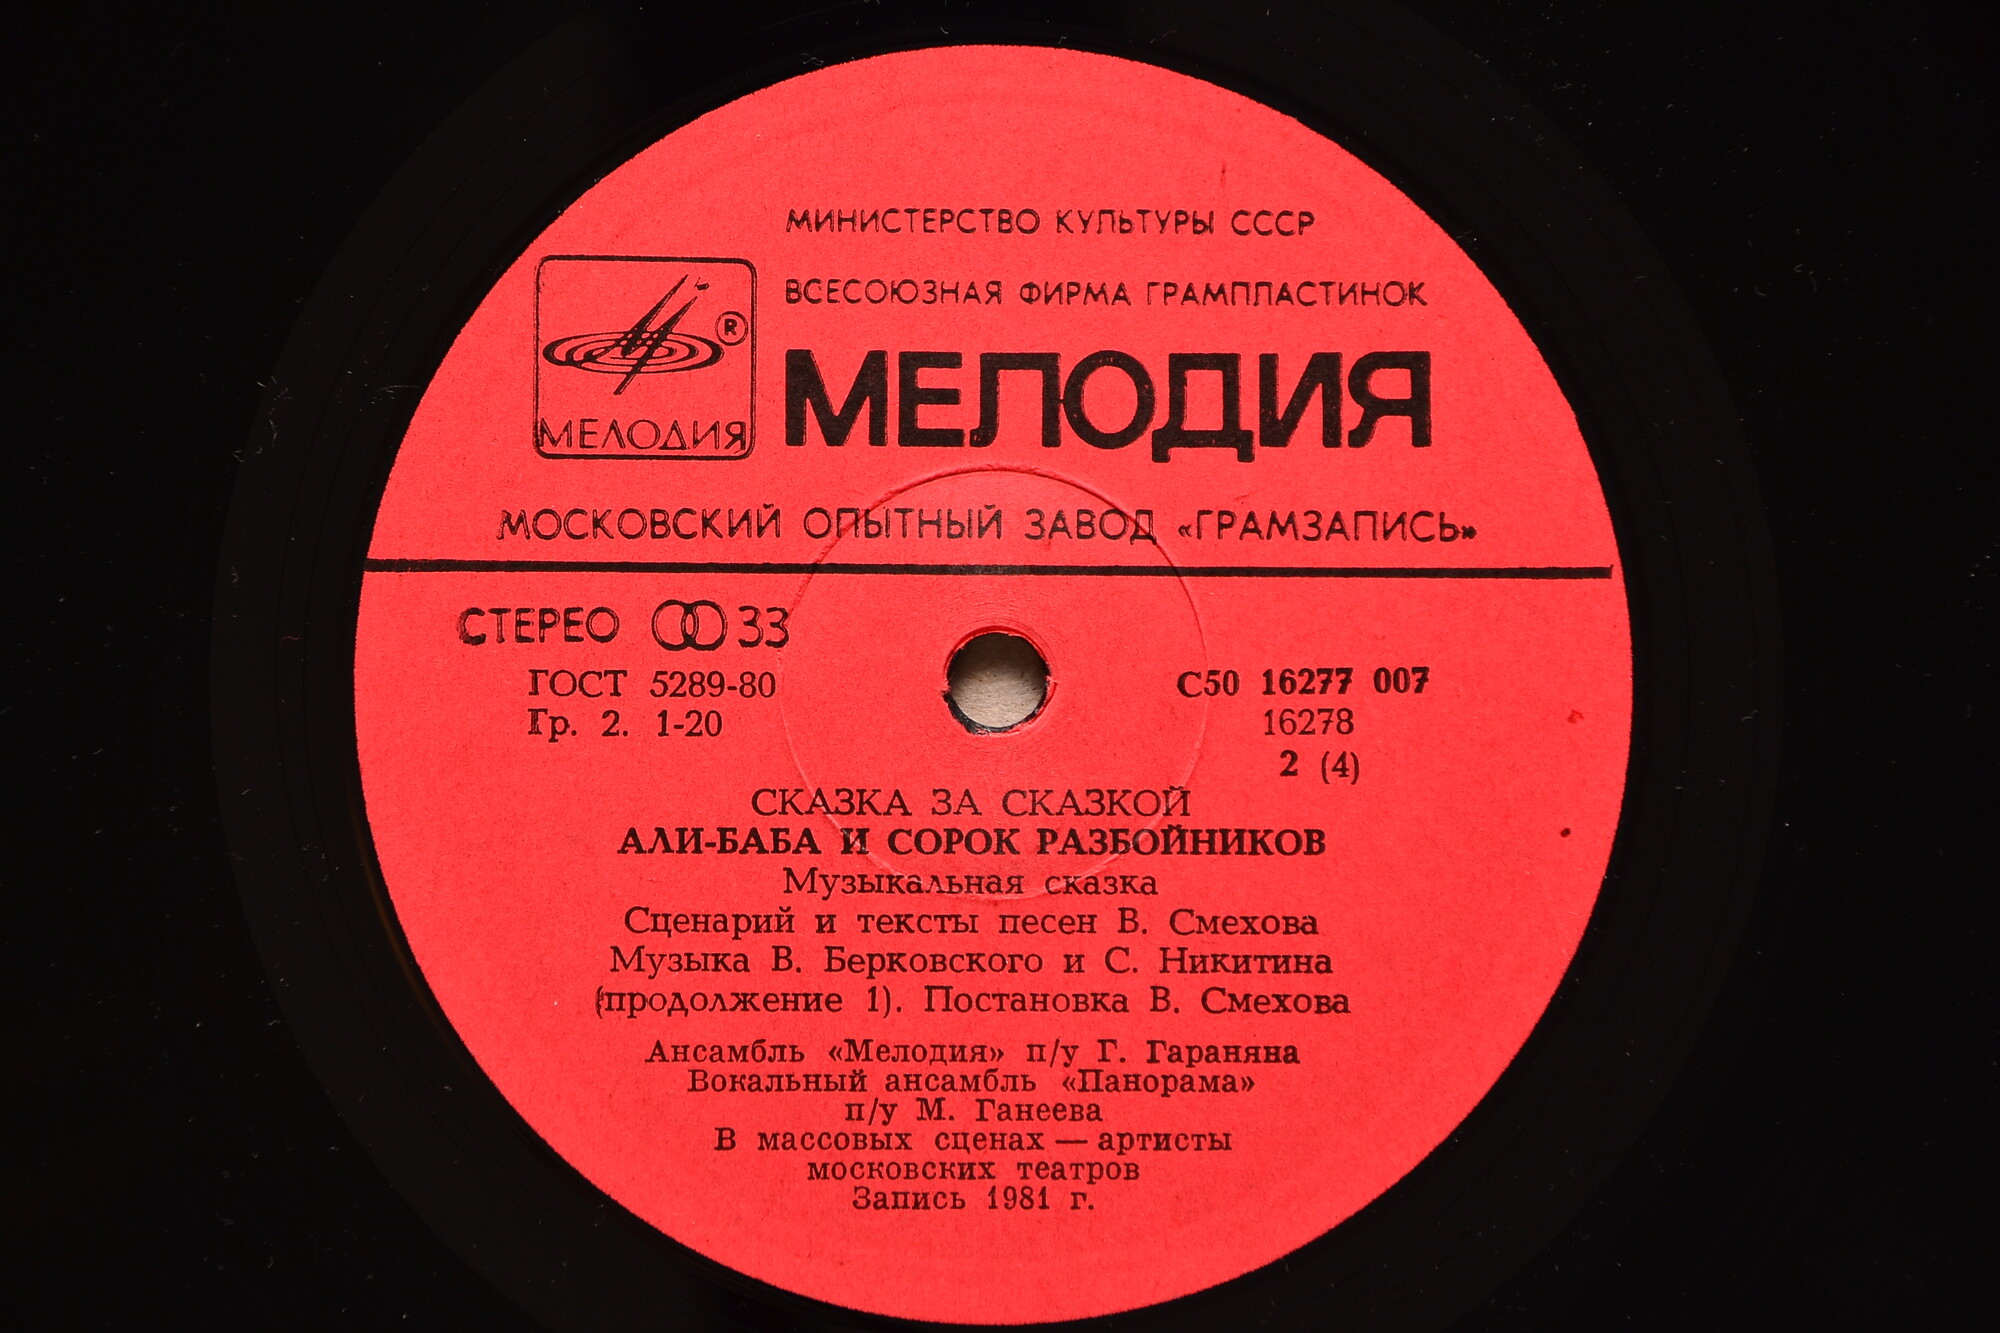 МИНИСТЕРСТВО КУЛЬТУРЫ СССР
ВСЕСОЮЗНАЯ ФИРМА ГРАМПЛАСТИНОК
®
МЕЛОДИЯ
МЕЛОДИЯ
МОСКОВСКИЙ ОПЫТНЫЙ ЗАВОД «ГРАМЗАПИСЬ»
СТЕРЕО 33
ГОСТ 5289-80
Гр. 2. 1-20
С50 16277 007
16278
2 (4)
СКАЗКА ЗА СКАЗКОЙ
АЛИ-БАБА И СОРОК РАЗБОЙНИКОВ
Музыкальная сказка
Сценарий и тексты песен В. Смехова
Музыка В. Берковского и С. Никитина
(продолжение 1). Постановка В. Смехова
Ансамбль «Мелодия» п/у Г. Гараняна
Вокальный ансамбль «Панорама»
п/у М. Ганеева
В массовых сценах — артисты
московских театров
Запись 1981 г.